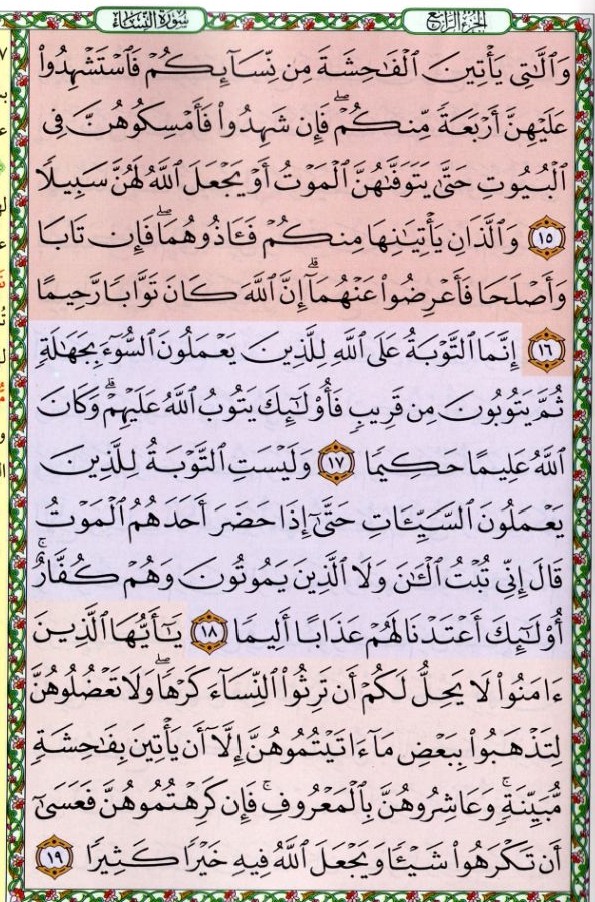 الجزء الرابع
سورة النساء
وَٱلَّٰتِى يَأۡتِينَ ٱلۡفَٰحِشَةَ مِن نِّسَآئِكُمۡ فَٱسۡتَشۡهِدُواْ
عَلَيۡهِنَّ أَرۡبَعَةٗ مِّنكُمۡۖ فَإِن شَهِدُواْ فَأَمۡسِكُوهُنَّ فِى
ٱلۡبُيُوتِ حَتَّىٰ يَتَوَفَّىٰهُنَّ ٱلۡمَوۡتُ أَوۡ يَجۡعَلَ ٱللَّهُ لَهُنَّ سَبِيلٗا
١٥ وَٱلَّذَانِ يَأۡتِيَٰنِهَا مِنكُمۡ فَـَٔاذُوهُمَاۖ فَإِن تَابَا
وَأَصۡلَحَا فَأَعۡرِضُواْ عَنۡهُمَآۗ إِنَّ ٱللَّهَ كَانَ تَوَّابٗا رَّحِيمًا
١٦ إِنَّمَا ٱلتَّوۡبَةُ عَلَى ٱللَّهِ لِلَّذِينَ يَعۡمَلُونَ ٱلسُّوٓءَ بِجَهَٰلَةٖ
ثُمَّ يَتُوبُونَ مِن قَرِيبٖ فَأُوْلَٰٓئِكَ يَتُوبُ ٱللَّهُ عَلَيۡهِمۡۗ وَكَانَ
ٱللَّهُ عَلِيمًا حَكِيمٗا ١٧ وَلَيۡسَتِ ٱلتَّوۡبَةُ لِلَّذِينَ
يَعۡمَلُونَ ٱلسَّيِّـَٔاتِ حَتَّىٰٓ إِذَا حَضَرَ أَحَدَهُمُ ٱلۡمَوۡتُ
قَالَ إِنِّى تُبۡتُ ٱلۡـَٰٔنَ وَلَا ٱلَّذِينَ يَمُوتُونَ وَهُمۡ كُفَّارٌۚ
أُوْلَٰٓئِكَ أَعۡتَدۡنَا لَهُمۡ عَذَابًا أَلِيمٗا ١٨ يَٰٓأَيُّهَا ٱلَّذِينَ
ءَامَنُواْ لَا يَحِلُّ لَكُمۡ أَن تَرِثُواْ ٱلنِّسَآءَ كَرۡهٗاۖ وَلَا تَعۡضُلُوهُنَّ
لِتَذۡهَبُواْ بِبَعۡضِ مَآ ءَاتَيۡتُمُوهُنَّ إِلَّآ أَن يَأۡتِينَ بِفَٰحِشَةٖ
مُّبَيِّنَةٖۚ وَعَاشِرُوهُنَّ بِٱلۡمَعۡرُوفِۚ فَإِن كَرِهۡتُمُوهُنَّ فَعَسَىٰٓ
أَن تَكۡرَهُواْ شَيۡـٔٗا وَيَجۡعَلَ ٱللَّهُ فِيهِ خَيۡرٗا كَثِيرٗا ١٩